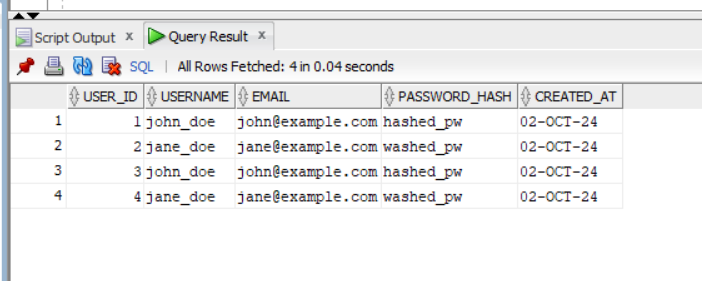 Script Output x Query Result x
SQL | All Rows Fetched: 4 in 0.04 seconds
USER_ID USERNAME EMAIL PASSWORD_HASH CREATED_AT
1 1 john_doe john@example.com hashed_pw 02-OCT-24
2 2 jane_doe jane@example.com washed_pw 02-OCT-24
3 3 john_doe john@example.com hashed_pw 02-OCT-24
4 4 jane_doe jane@example.com washed_pw 02-OCT-24